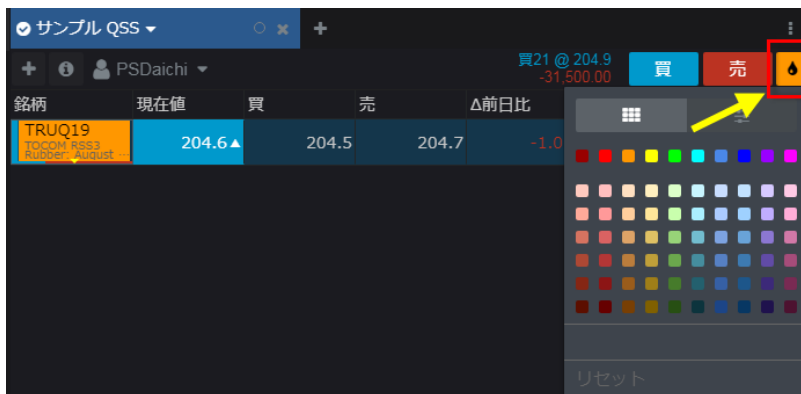 サンプル QSS
PSDaichi
買21 @ 204.9
-31,500.00
買
売
銘柄 現在値 買 売 Δ前日比
TRUQ19
TOCOM RSS3
Rubber: August ...
204.6▲ 204.5 204.7 -1.0
リセット